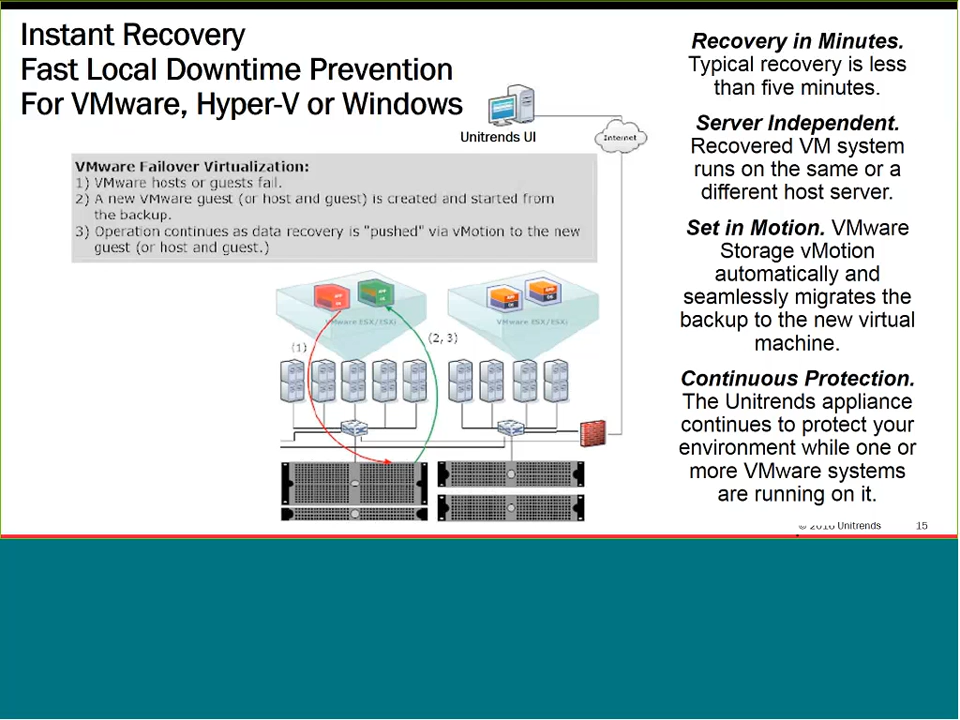 Instant Recovery
Fast Local Downtime Prevention
For VMware, Hyper-V or Windows
Unitrends UI
Internet
VMware Failover Virtualization:
1) VMware hosts or guests fail.
2) A new VMware guest (or host and guest) is created and started from
the backup.
3) Operation continues as data recovery is "pushed" via vMotion to the new
guest (or host and guest.)
VMware ESX/ESXi
VMware ESX/ESXi
(1)
(2, 3)
Recovery in Minutes.
Typical recovery is less
than five minutes.
Server Independent.
Recovered VM system
runs on the same or a
different host server.
Set in Motion. VMware
Storage vMotion
automatically and
seamlessly migrates the
backup to the new virtual
machine.
Continuous Protection.
The Unitrends appliance
continues to protect your
environment while one or
more VMware systems
are running on it.
© 2016 Unitrends 15